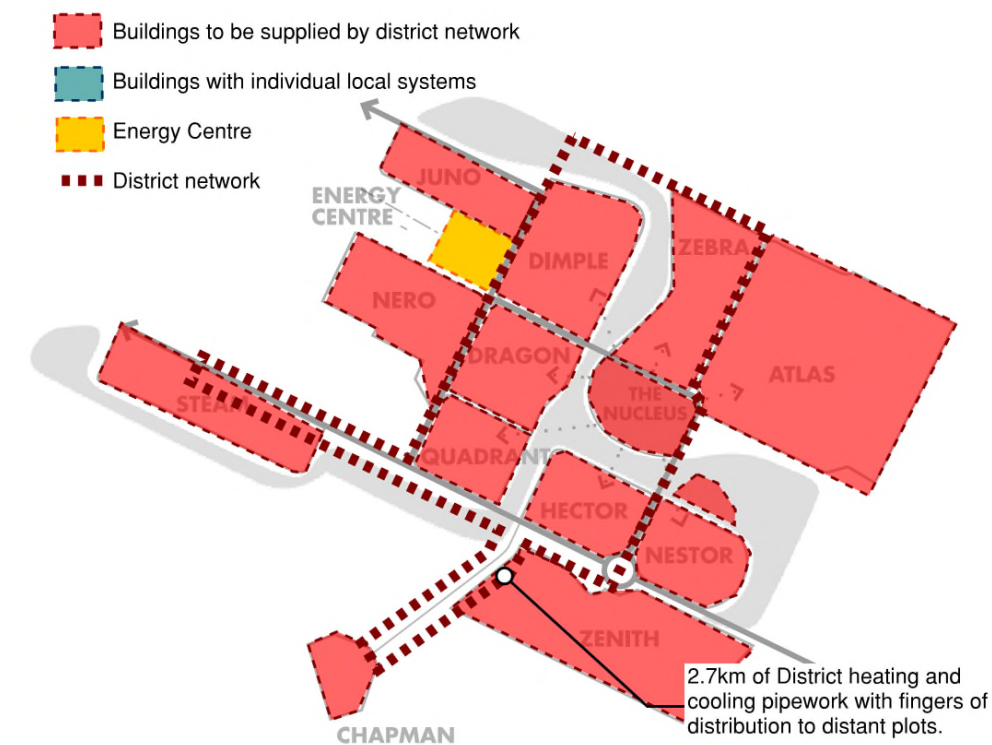 Buildings to be supplied by district network
Buildings with individual local systems
Energy Centre
District network
JUNO
ENERGY
CENTRE
ZEBRA
DIMPLE
NERO
DRAGON
ATLAS
THE
NUCLEUS
STEAM
QUADRANT
HECTOR
NESTOR
ZENITH
2.7km of District heating and
cooling pipework with fingers of
distribution to distant plots.
CHAPMAN